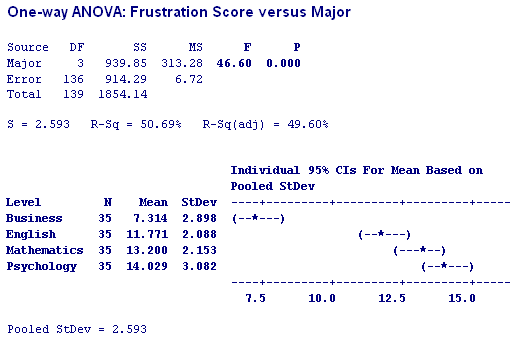 One-way ANOVA: Frustration Score versus Major
Source   DF       SS      MS      F      P
Major     3   939.85  313.28  46.60  0.000
Error   136   914.29    6.72
Total   139  1854.14
S = 2.593   R-Sq = 50.69%   R-Sq(adj) = 49.60%
Individual 95% CIs For Mean Based on
Pooled StDev
Level         N    Mean  StDev  ----+---------+---------+---------+-----
Business     35   7.314  2.898  (--*---)
English      35  11.771  2.088                    (--*---)
Mathematics  35  13.200  2.153                         (---*--)
Psychology   35  14.029  3.082                             (--*---)
----+---------+---------+---------+-----
7.5      10.0      12.5      15.0
Pooled StDev = 2.593